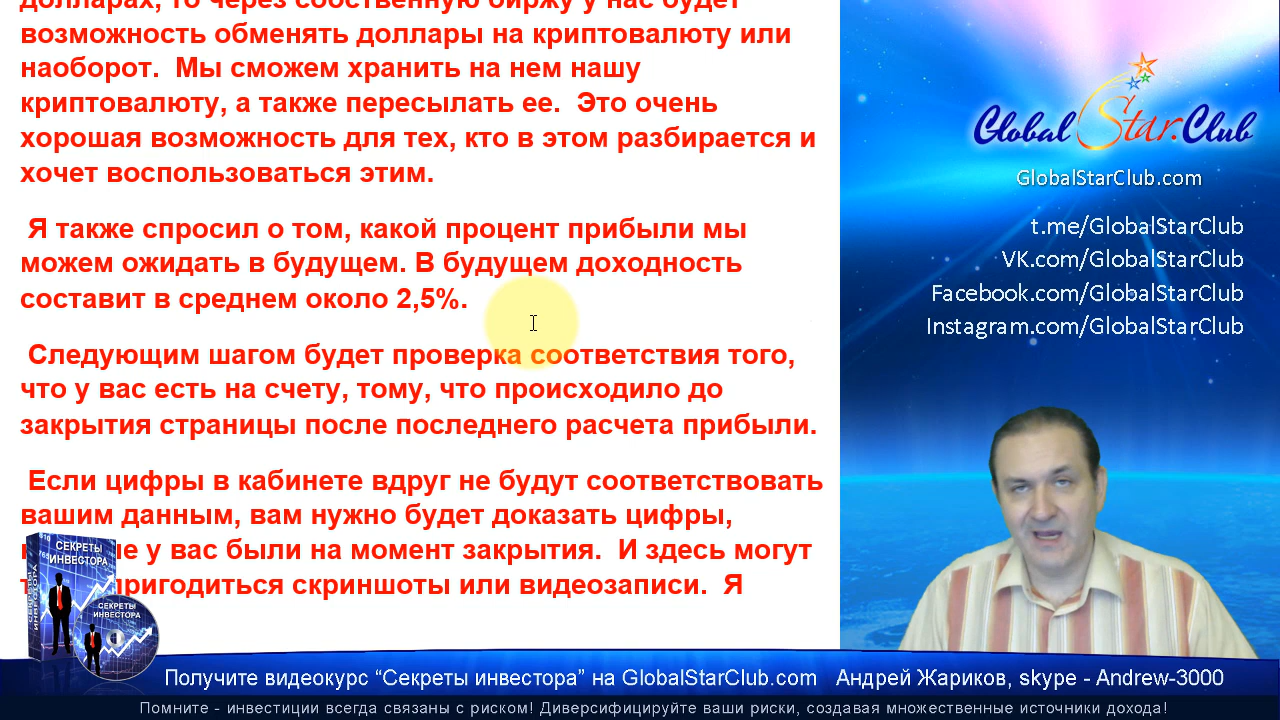 долларах, то через собственную биржу у нас будет
возможность обменять доллары на криптовалюту или
наоборот.  Мы сможем хранить на нем нашу
криптовалюту, а также пересылать ее.  Это очень
хорошая возможность для тех, кто в этом разбирается и
хочет воспользоваться этим.
Я также спросил о том, какой процент прибыли мы
можем ожидать в будущем. В будущем доходность
составит в среднем около 2,5%.
Следующим шагом будет проверка соответствия того,
что у вас есть на счету, тому, что происходило до
закрытия страницы после последнего расчета прибыли.
Если цифры в кабинете вдруг не будут соответствовать
вашим данным, вам нужно будет доказать цифры,
у вас были на момент закрытия.  И здесь могут
пригодиться скриншоты или видеозаписи.  Я
Global Star.Club
GlobalStarClub.com
t.me/GlobalStarClub
VK.com/GlobalStarClub
Facebook.com/GlobalStarClub
Instagram.com/GlobalStarClub
СЕКРЕТЫ
ИНВЕСТОРА
СЕКРЕТЫ
ИНВЕСТОРА
Получите видеокурс “Секреты инвестора” на GlobalStarClub.com   Андрей Жариков, skype - Andrew-3000
Помните - инвестиции всегда связаны с риском! Диверсифицируйте ваши риски, создавая множественные источники дохода!